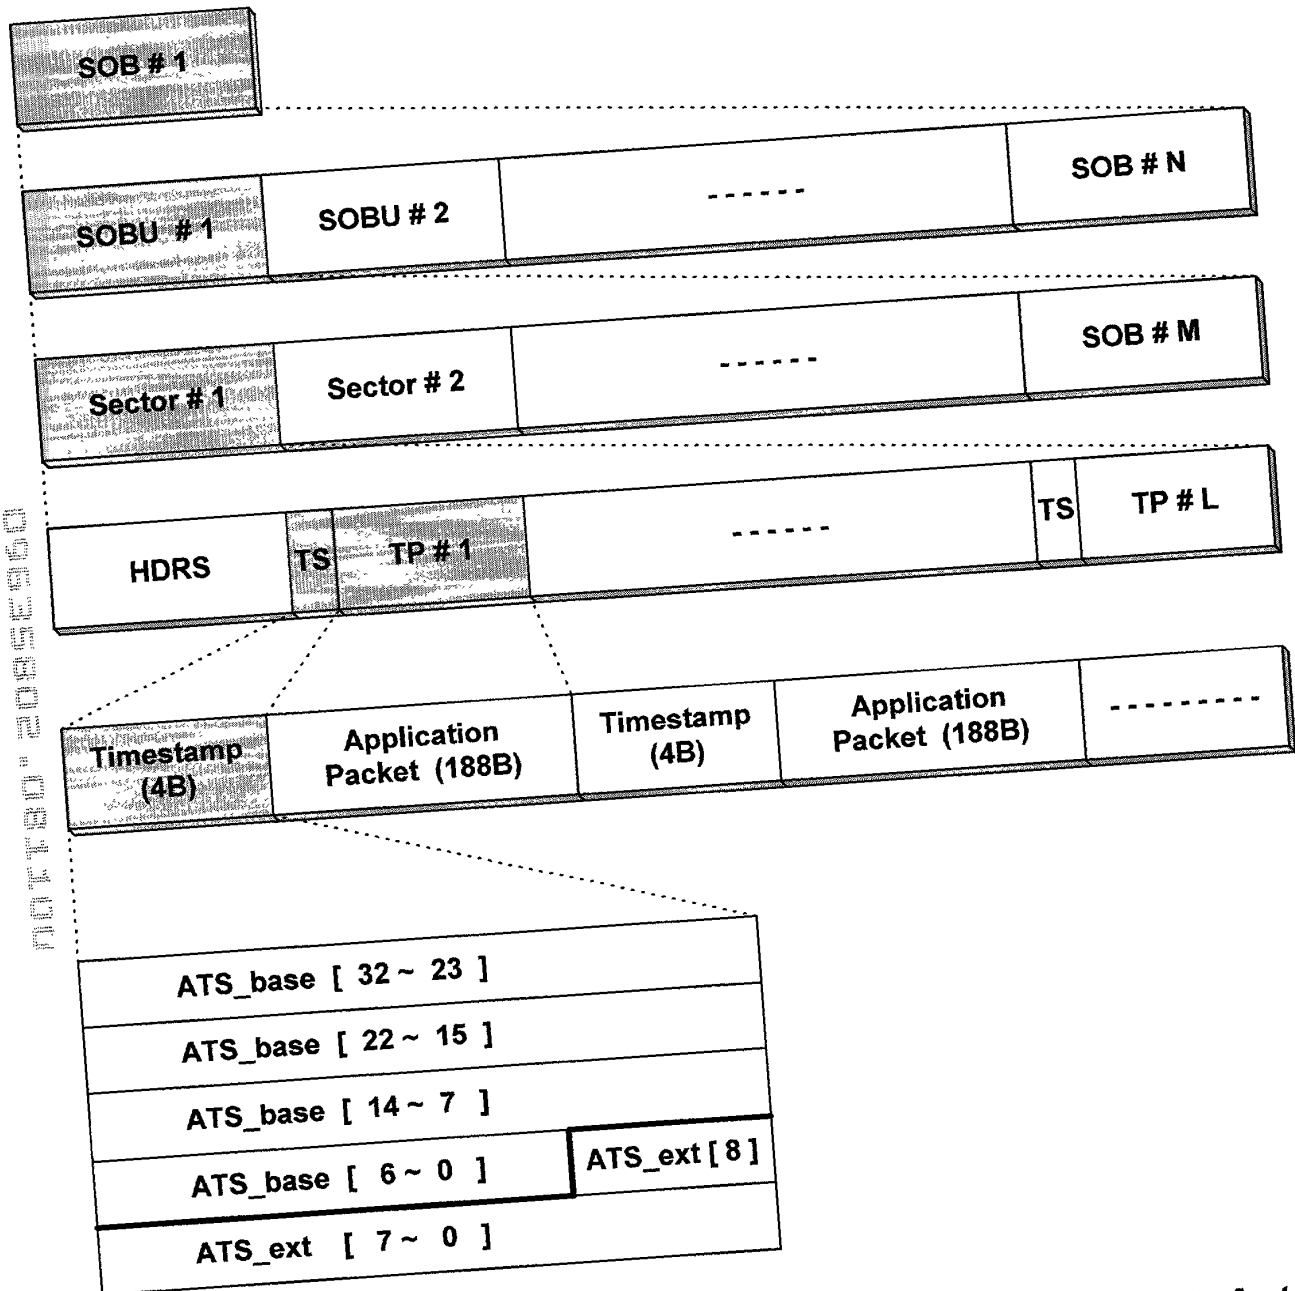 SOB # 1
SOBU # 1 SOBU # 2 - - - - - - SOB # N
Sector # 1 Sector # 2 - - - - - - SOB # M
HDRS TS TP # 1 - - - - - - TS TP # L
Timestamp (4B)
Application Packet (188B)
Timestamp (4B)
Application Packet (188B)
- - - - - - - - -
ATS_base [ 32 ~ 23 ]
ATS_base [ 22 ~ 15 ]
ATS_base [ 14 ~ 7 ]
ATS_base [ 6 ~ 0 ] ATS_ext [ 8 ]
ATS_ext [ 7 ~ 0 ]